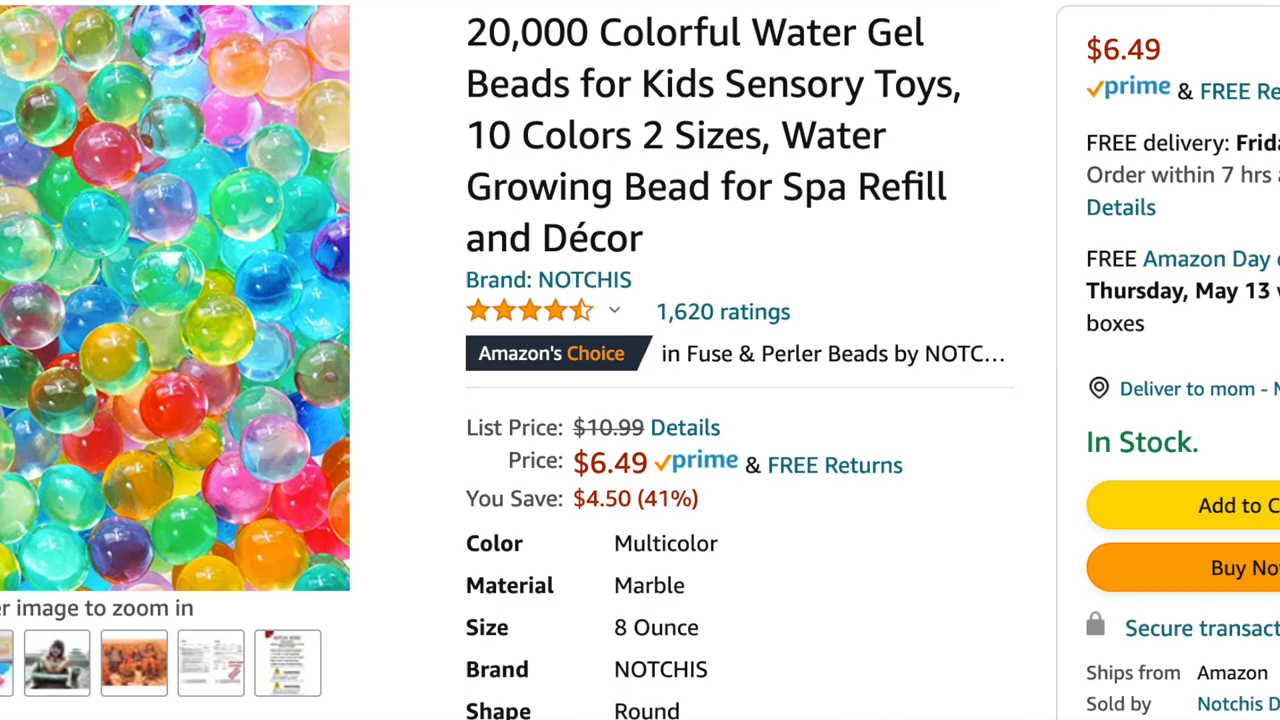 20,000 Colorful Water Gel
Beads for Kids Sensory Toys,
10 Colors 2 Sizes, Water
Growing Bead for Spa Refill
and Décor
Brand: NOTCHIS
1,620 ratings
Amazon's Choice in Fuse & Perler Beads by NOTC…
List Price: $10.99 Details
Price: $6.49 prime & FREE Returns
You Save: $4.50 (41%)
Color Multicolor
Material Marble
Size 8 Ounce
Brand NOTCHIS
Shape Round
er image to zoom in
$6.49
prime & FREE Re
FREE delivery: Frida
Order within 7 hrs a
Details
FREE Amazon Day d
Thursday, May 13 w
boxes
Deliver to mom - M
In Stock.
Add to C
Buy Nov
Secure transact
Ships from Amazon
Sold by Notchis D